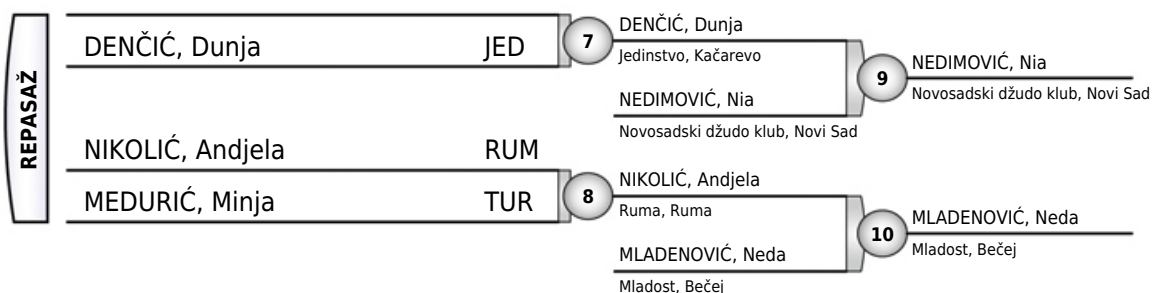 REPASAŽ
DENČIĆ, Dunja JED
NIKOLIĆ, Andjela RUM
MEDURIĆ, Minja TUR
7
8
DENČIĆ, Dunja
Jedinstvo, Kačarevo
NEDIMOVIĆ, Nia
Novosadski džudo klub, Novi Sad
NIKOLIĆ, Andjela
Ruma, Ruma
MLADENOVIĆ, Neda
Mladost, Bečej
9
10
NEDIMOVIĆ, Nia
Novosadski džudo klub, Novi Sad
MLADENOVIĆ, Neda
Mladost, Bečej